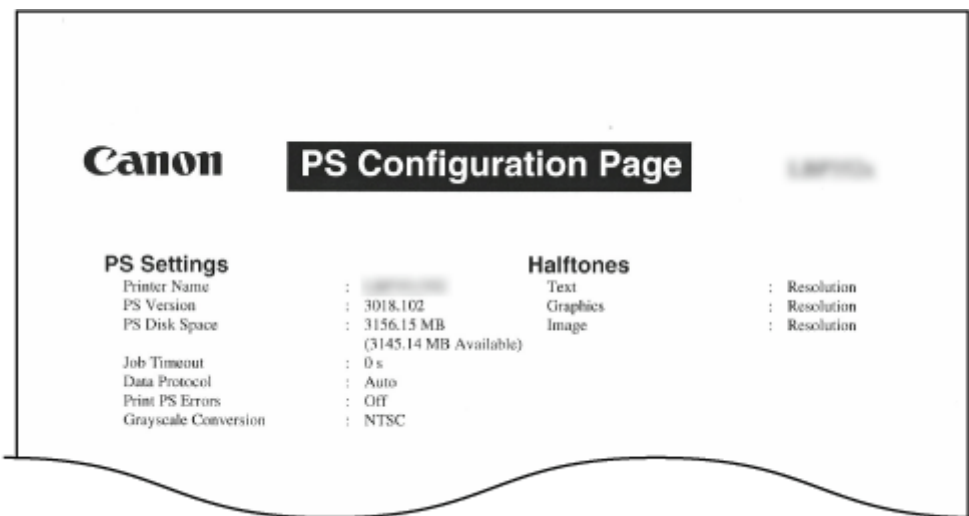 Canon
PS Configuration Page
PS Settings
Printer Name :
PS Version : 3018.102
PS Disk Space : 3156.15 MB
(3145.14 MB Available)
Job Timeout : 0 s
Data Protocol : Auto
Print PS Errors : Off
Grayscale Conversion : NTSC
Halftones
Text : Resolution
Graphics : Resolution
Image : Resolution